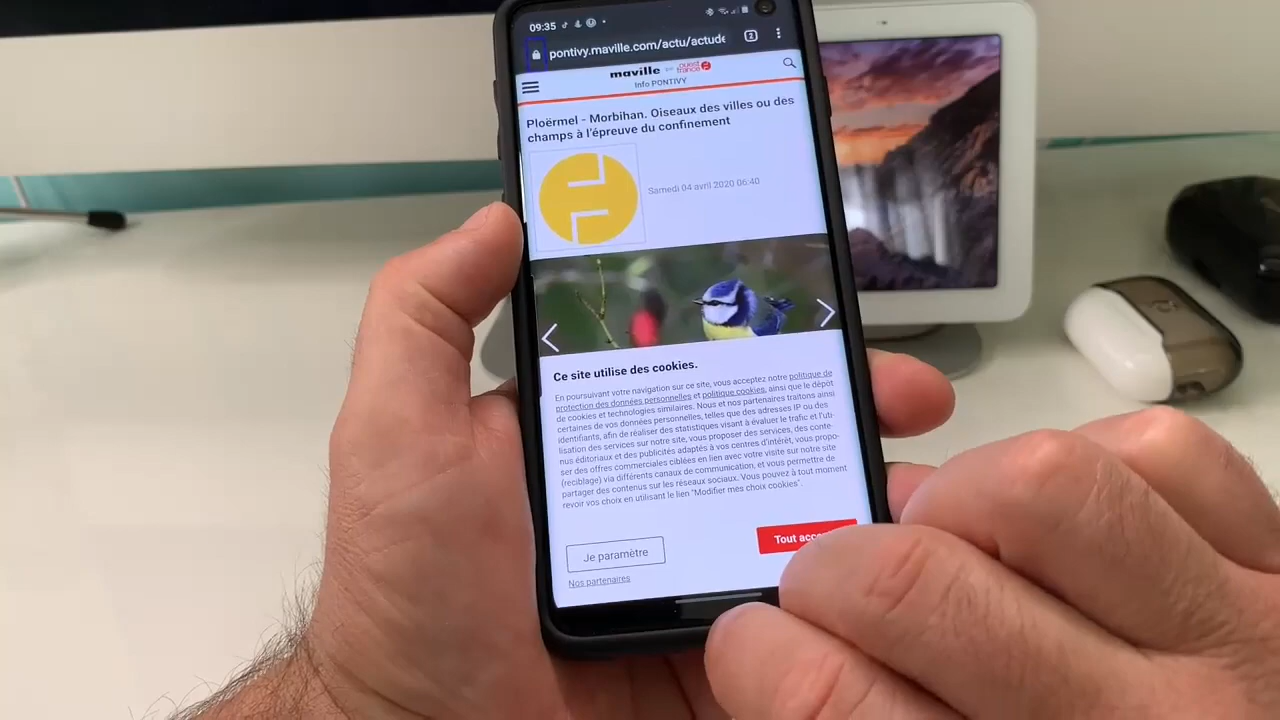 09:35
pontivy.maville.com/actu/actude
2
maville par ouest france
Info PONTIVY
Ploërmel - Morbihan. Oiseaux des villes ou des
champs à l'épreuve du confinement
Samedi 04 avril 2020 06:40
Ce site utilise des cookies.
En poursuivant votre navigation sur ce site, vous acceptez notre politique de
protection des données personnelles et politique cookies, ainsi que le dépôt
de cookies et technologies similaires. Nous et nos partenaires traitons ainsi
certaines de vos données personnelles, telles que des adresses IP ou des
identifiants, afin de réaliser des statistiques visant à évaluer le trafic et l'uti-
lisation des services sur notre site, vous proposer des services, des conte-
nus éditoriaux et des publicités adaptés à vos centres d'intérêt, vous propo-
ser des offres commerciales ciblées en lien avec votre visite sur notre site
(reciblage) via différents canaux de communication, et vous permettre de
partager des contenus sur les réseaux sociaux. Vous pouvez à tout moment
revoir vos choix en utilisant le lien "Modifier mes choix cookies".
Je paramètre
Tout acce
Nos partenaires